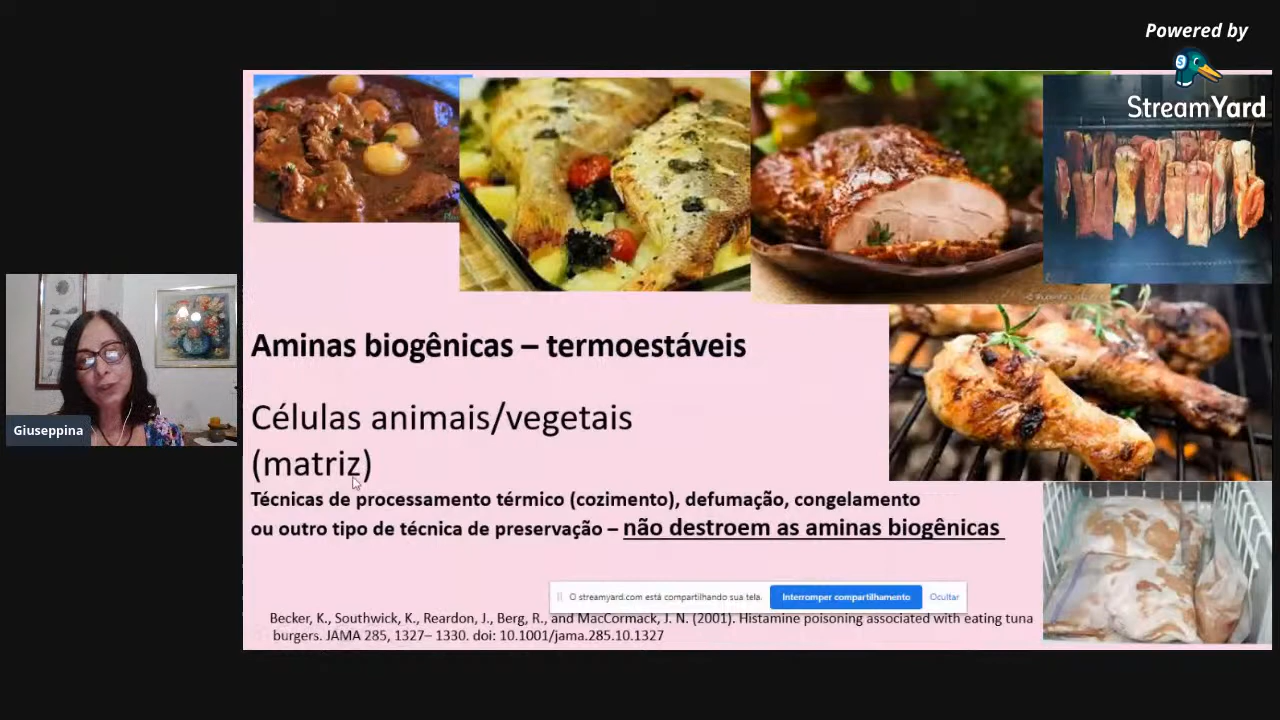 Powered by
StreamYard
Aminas biogênicas – termoestáveis
Células animais/vegetais
(matriz)
Técnicas de processamento térmico (cozimento), defumação, congelamento
ou outro tipo de técnica de preservação – não destroem as aminas biogênicas
Giuseppina
O streamyard.com está compartilhando sua tela.
Interromper compartilhamento
Ocultar
Becker, K., Southwick, K., Reardon, J., Berg, R., and MacCormack, J. N. (2001). Histamine poisoning associated with eating tuna
burgers. JAMA 285, 1327– 1330. doi: 10.1001/jama.285.10.1327